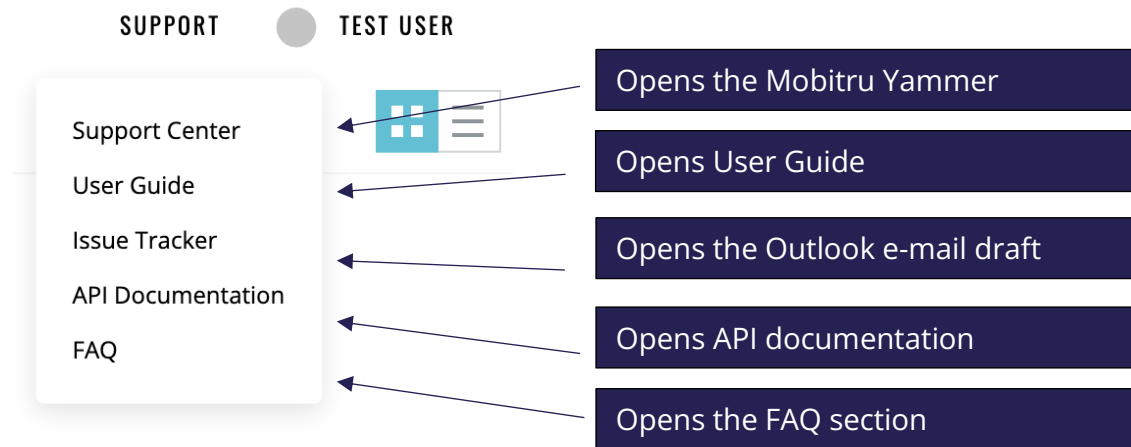 SUPPORT TEST USER
Support Center
User Guide
Issue Tracker
API Documentation
FAQ
Opens the Mobitru Yammer
Opens User Guide
Opens the Outlook e-mail draft
Opens API documentation
Opens the FAQ section